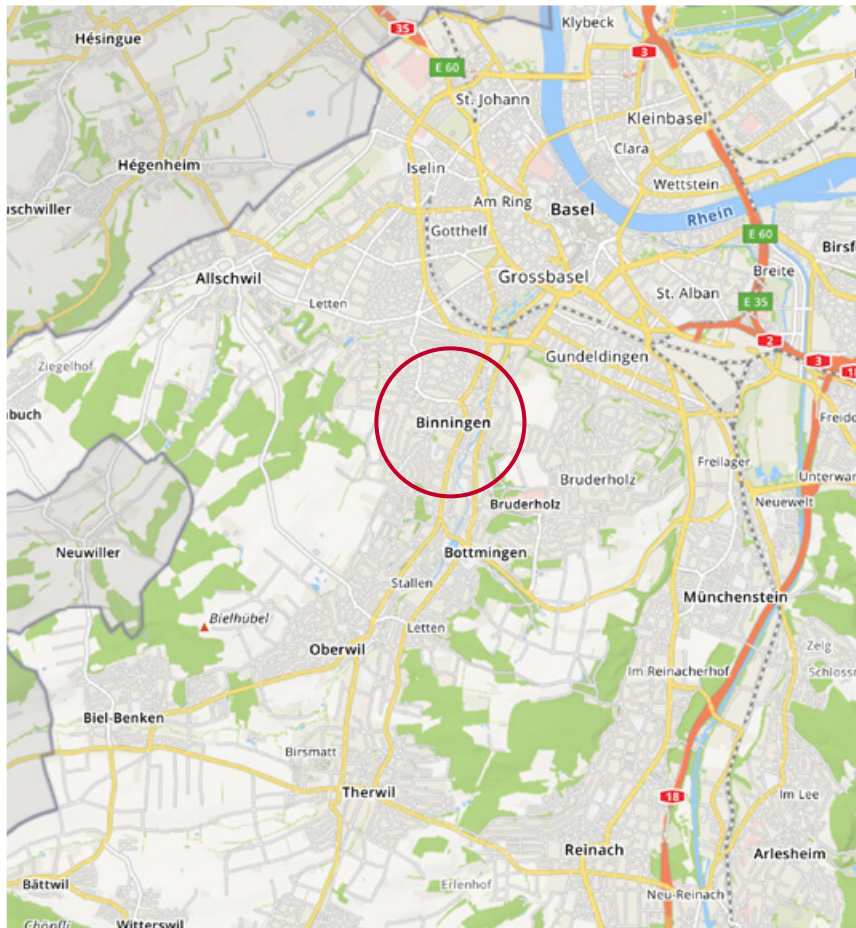 Klybeck
Hésingue
35
3
E 60
St. Johann
Kleinbasel
Hégenheim
Iselin
Clara
Wettstein
Am Ring
Basel
Rhein
Gotthelf
E 60
Birsf
Breite
Allschwil
Grossbasel
St. Alban
E 35
Letten
2
Ziegelhof
Gundeldingen
3
buch
Binningen
Freido
Freilager
Bruderholz
Unterwar
Bruderholz
Neuewelt
Neuwiller
Bottmingen
Stallen
Münchenstein
Bielhübel
Letten
Oberwil
Zelg
Im Reinacherhof
Schlossm
Biel-Benken
Birsmatt
Therwil
18
Im Lee
Reinach
Arlesheim
Bättwil
Erlenhof
Neu-Reinach
Witterswil